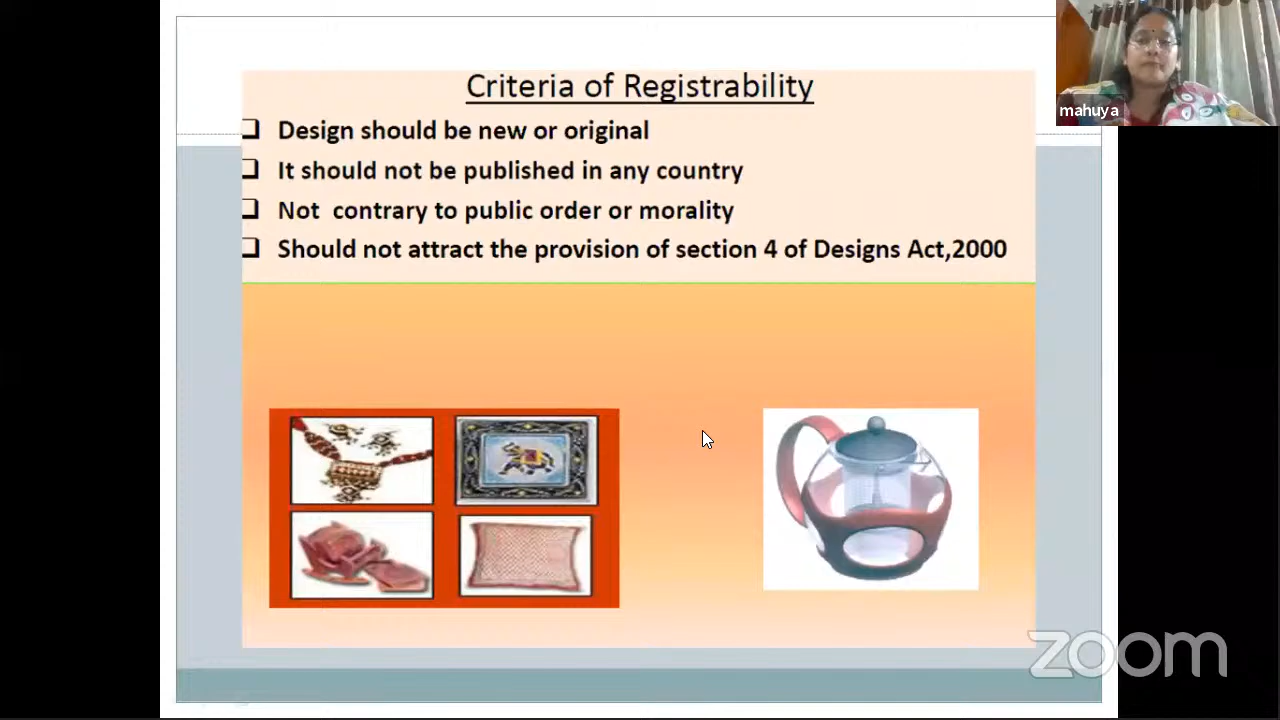 Criteria of Registrability
Design should be new or original
It should not be published in any country
Not contrary to public order or morality
Should not attract the provision of section 4 of Designs Act,2000
mahuya
zoom